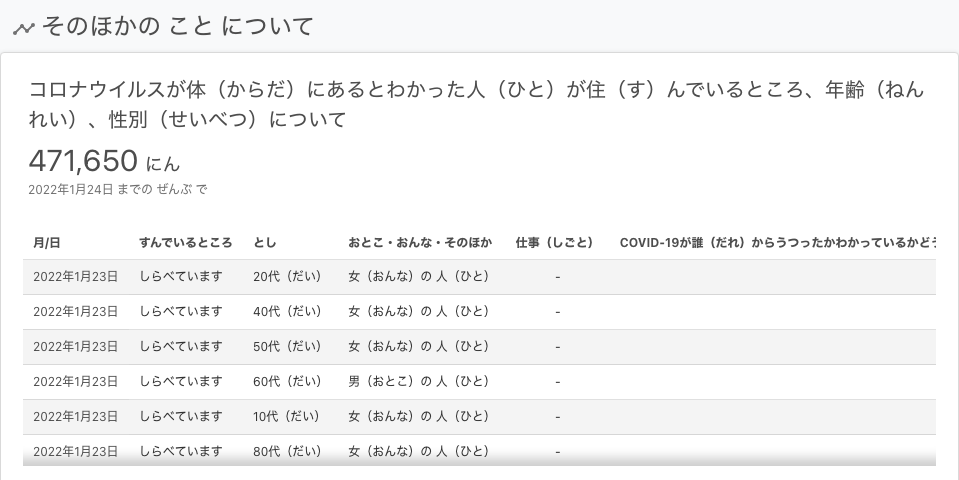 そのほかの こと について
コロナウイルスが体（からだ）にあるとわかった人（ひと）が住（す）んでいるところ、年齢（ねん
れい）、性別（せいべつ）について
471,650 にん
2022年1月24日 までの ぜんぶ で
月/日 すんでいるところ とし おとこ・おんな・そのほか 仕事（しごと） COVID-19が誰（だれ）からうつったかわかっているかどう
2022年1月23日 しらべています 20代（だい） 女（おんな）の 人（ひと） -
2022年1月23日 しらべています 40代（だい） 女（おんな）の 人（ひと） -
2022年1月23日 しらべています 50代（だい） 女（おんな）の 人（ひと） -
2022年1月23日 しらべています 60代（だい） 男（おとこ）の 人（ひと） -
2022年1月23日 しらべています 10代（だい） 女（おんな）の 人（ひと） -
2022年1月23日 しらべています 80代（だい） 女（おんな）の 人（ひと） -